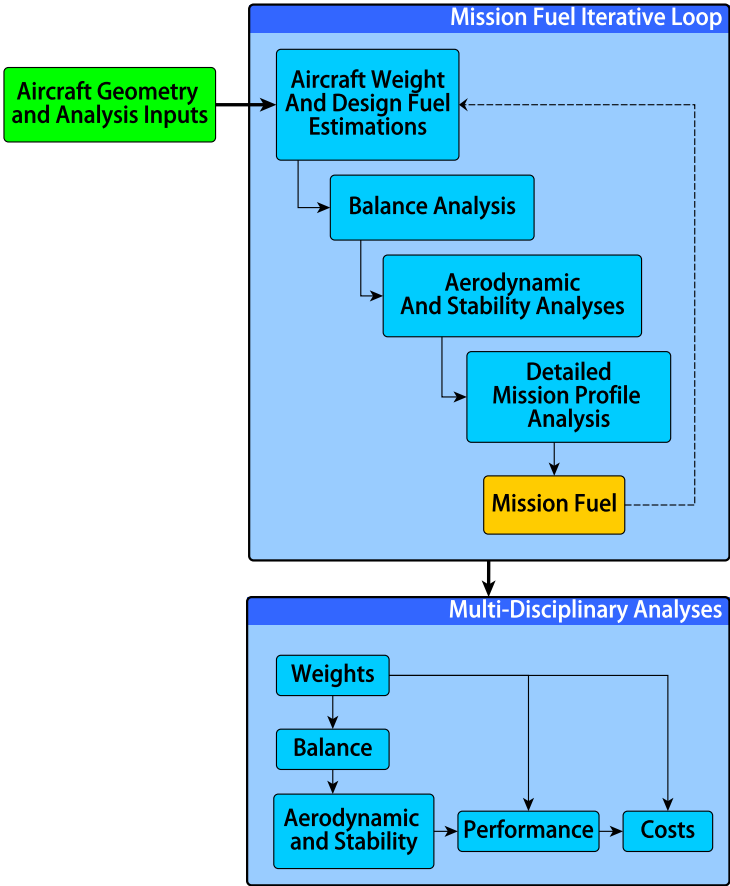 Mission Fuel Iterative Loop
Aircraft Geometry
and Analysis Inputs
Aircraft Weight
And Design Fuel
Estimations
Balance Analysis
Aerodynamic
And Stability Analyses
Detailed
Mission Profile
Analysis
Mission Fuel
Multi-Disciplinary Analyses
Weights
Balance
Aerodynamic
and Stability
Performance
Costs